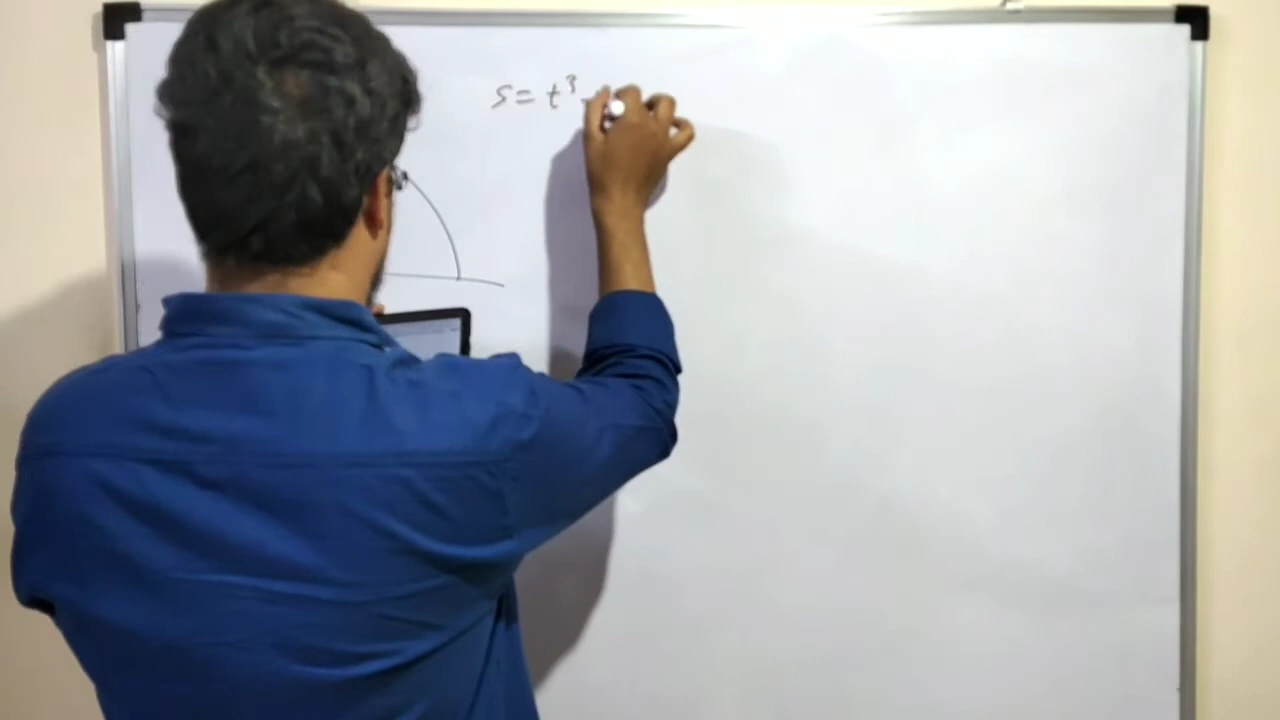 S = t³ -